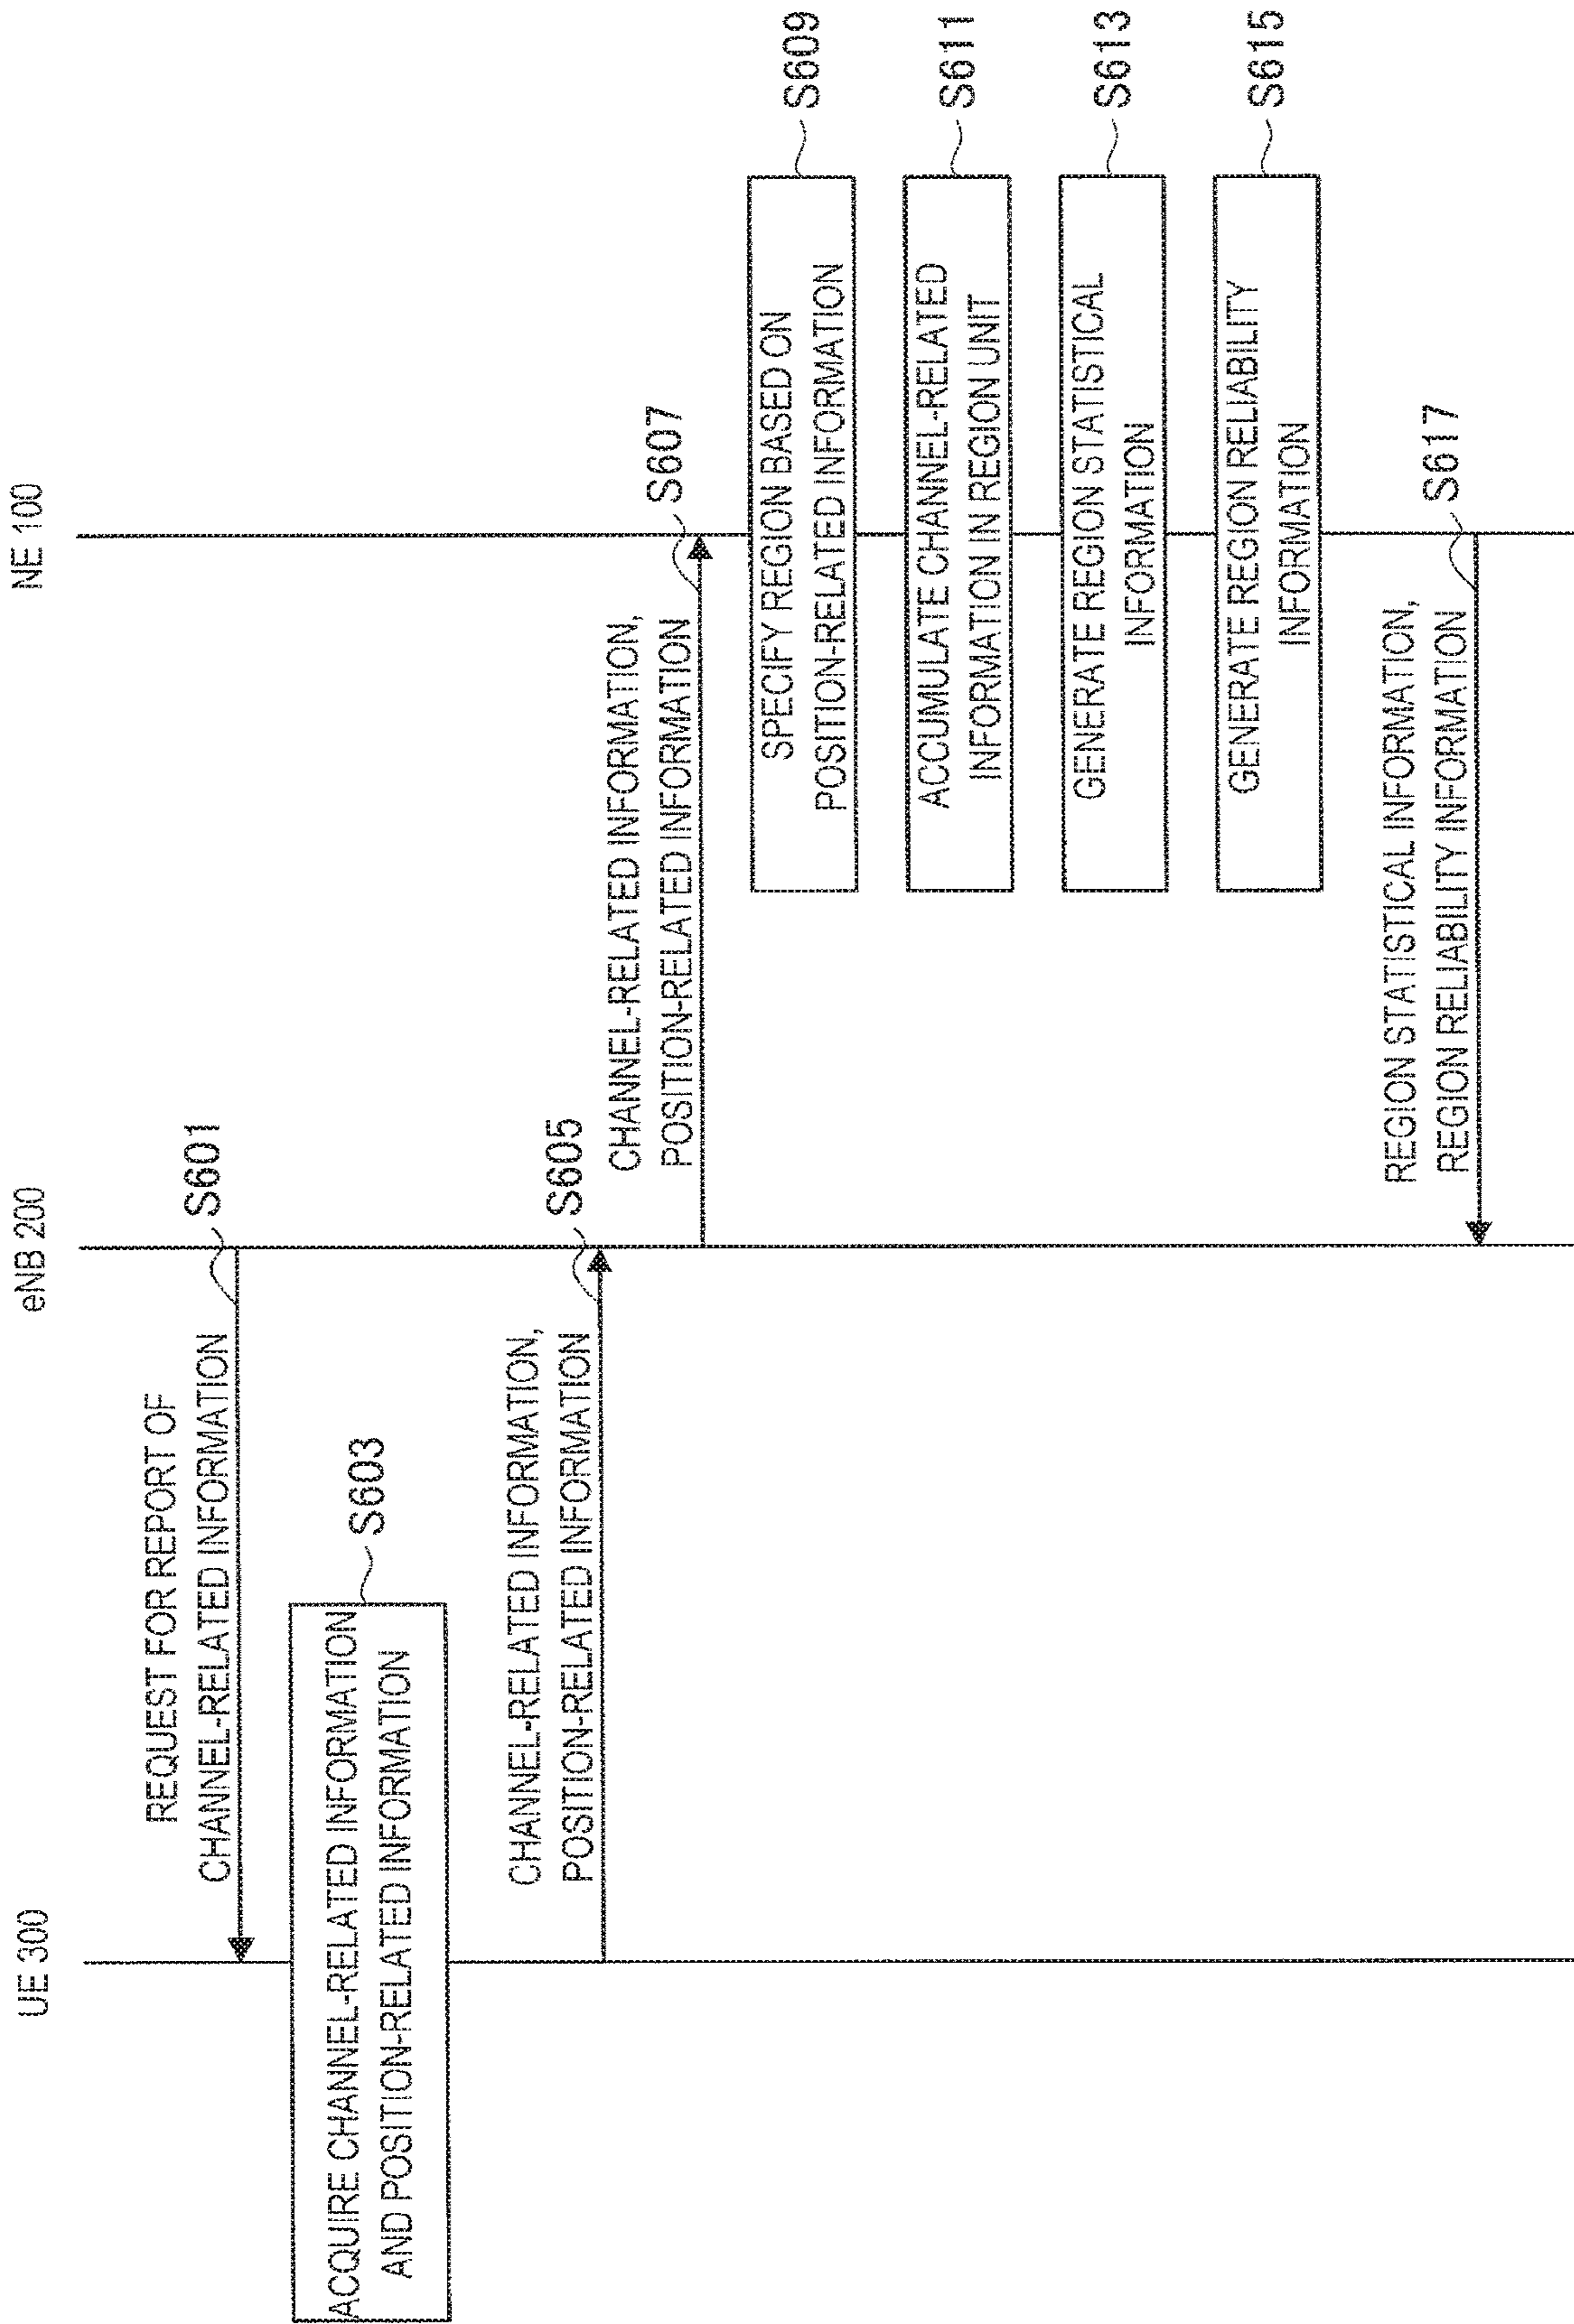 UE 300
eNB 200
NE 100
REQUEST FOR REPORT OF
CHANNEL-RELATED INFORMATION
S601
ACQUIRE CHANNEL-RELATED INFORMATION
AND POSITION-RELATED INFORMATION
S603
CHANNEL-RELATED INFORMATION,
POSITION-RELATED INFORMATION
S605
CHANNEL-RELATED INFORMATION,
POSITION-RELATED INFORMATION
S607
SPECIFY REGION BASED ON
POSITION-RELATED INFORMATION
S609
ACCUMULATE CHANNEL-RELATED
INFORMATION IN REGION UNIT
S611
GENERATE REGION STATISTICAL
INFORMATION
S613
GENERATE REGION RELIABILITY
INFORMATION
S615
REGION STATISTICAL INFORMATION,
REGION RELIABILITY INFORMATION
S617